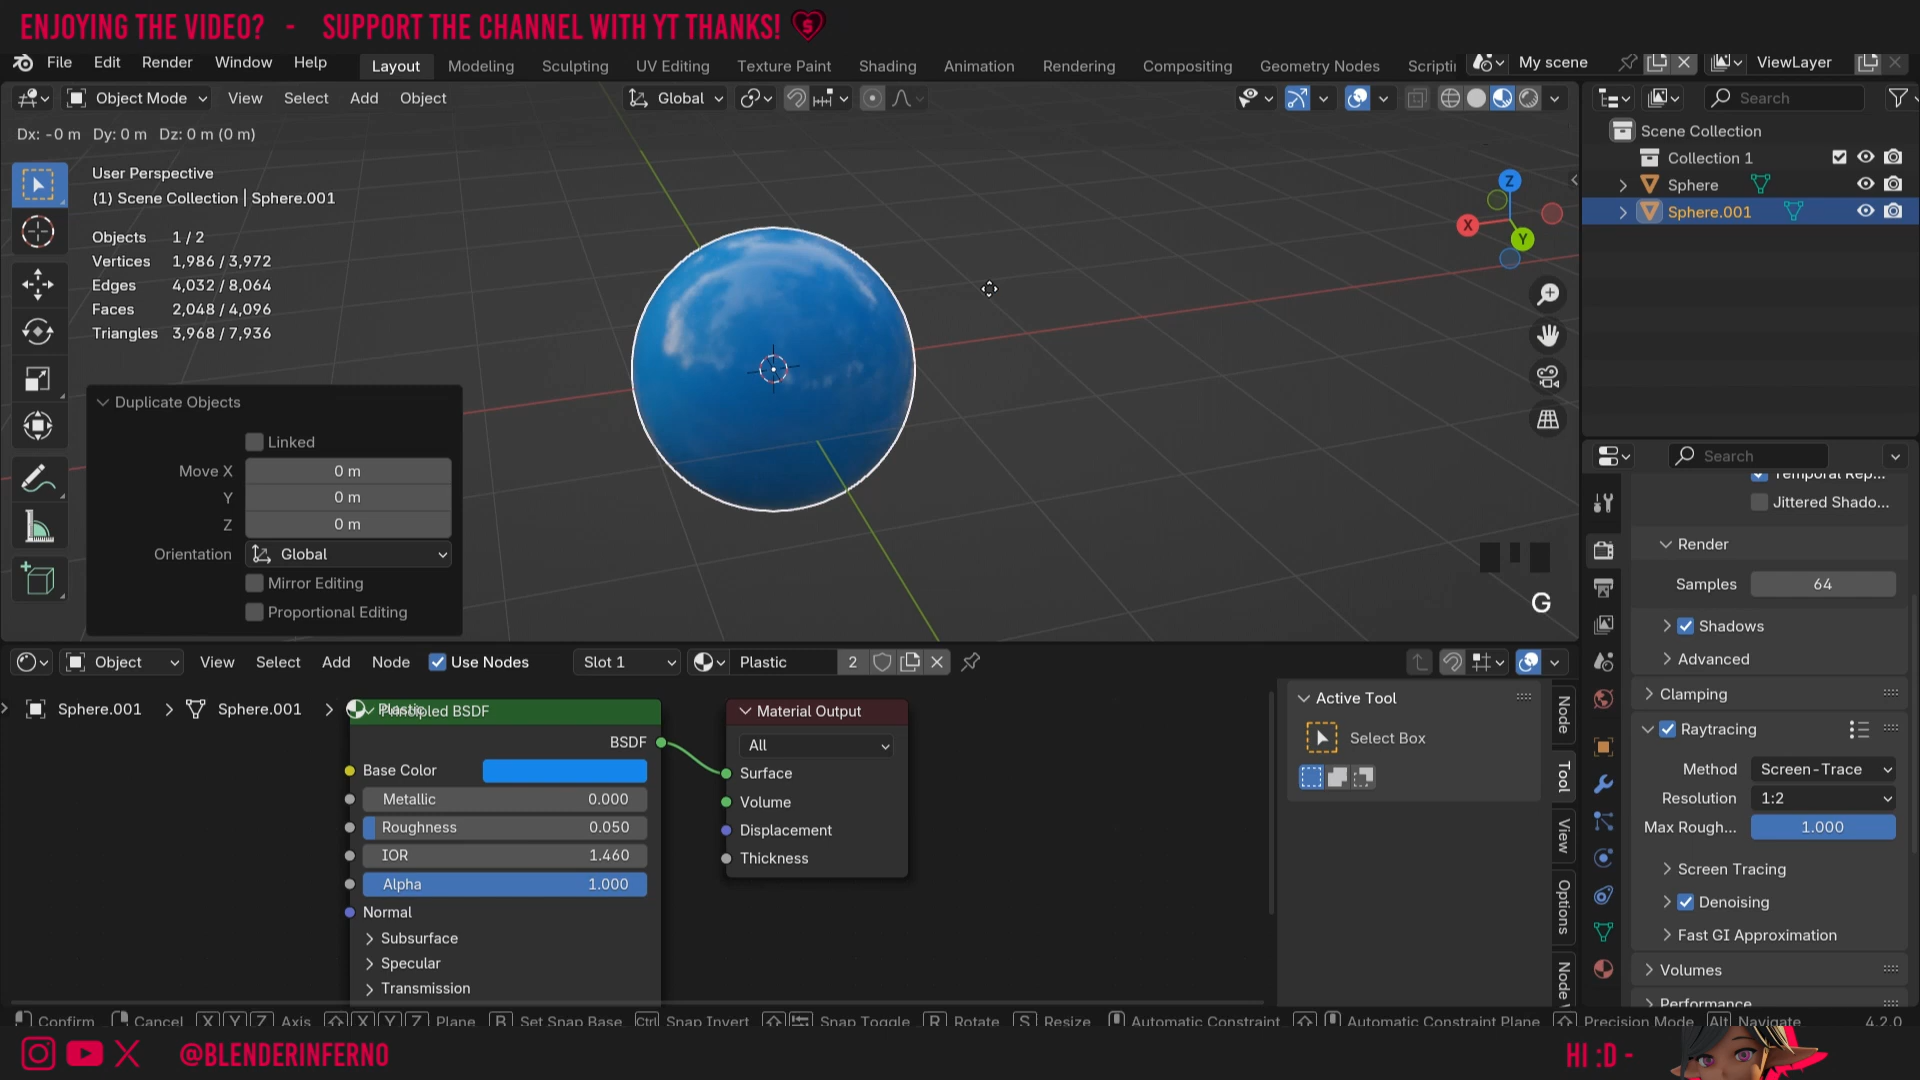 ENJOYING THE VIDEO? - SUPPORT THE CHANNEL WITH YT THANKS!
File Edit Render Window Help Layout Modeling Sculpting UV Editing Texture Paint Shading Animation Rendering Compositing Geometry Nodes Scripti My scene ViewLayer
Object Mode View Select Add Object Global Search
Dx: -0 m Dy: 0 m Dz: 0 m (0 m)
User Perspective
(1) Scene Collection | Sphere.001
Objects 1 / 2
Vertices 1,986 / 3,972
Edges 4,032 / 8,064
Faces 2,048 / 4,096
Triangles 3,968 / 7,936
Scene Collection
Collection 1
Sphere
Sphere.001
Z
X
Y
Duplicate Objects
Linked
Move X 0 m
Y 0 m
Z 0 m
Orientation Global
Mirror Editing
Proportional Editing
G
Search
Temporal Rep...
Jittered Shado...
Render
Samples 64
Shadows
Advanced
Clamping
Raytracing
Method Screen-Trace
Resolution 1:2
Max Rough... 1.000
Screen Tracing
Denoising
Fast GI Approximation
Volumes
Performance
Object View Select Add Node Use Nodes Slot 1 Plastic 2
Sphere.001 Sphere.001 Plastic
Principled BSDF
BSDF
Base Color
Metallic 0.000
Roughness 0.050
IOR 1.460
Alpha 1.000
Normal
Subsurface
Specular
Transmission
Material Output
All
Surface
Volume
Displacement
Thickness
Active Tool
Select Box
Node
Tool
View
Options
Node
Confirm Cancel X Y Z Axis X Y Z Plane B Set Snap Base Ctrl Snap Invert Snap Toggle R Rotate S Resize Automatic Constraint Automatic Constraint Plane Precision Mode Alt Navigate 4.2.0
@BLENDERINFERNO
HI :D -